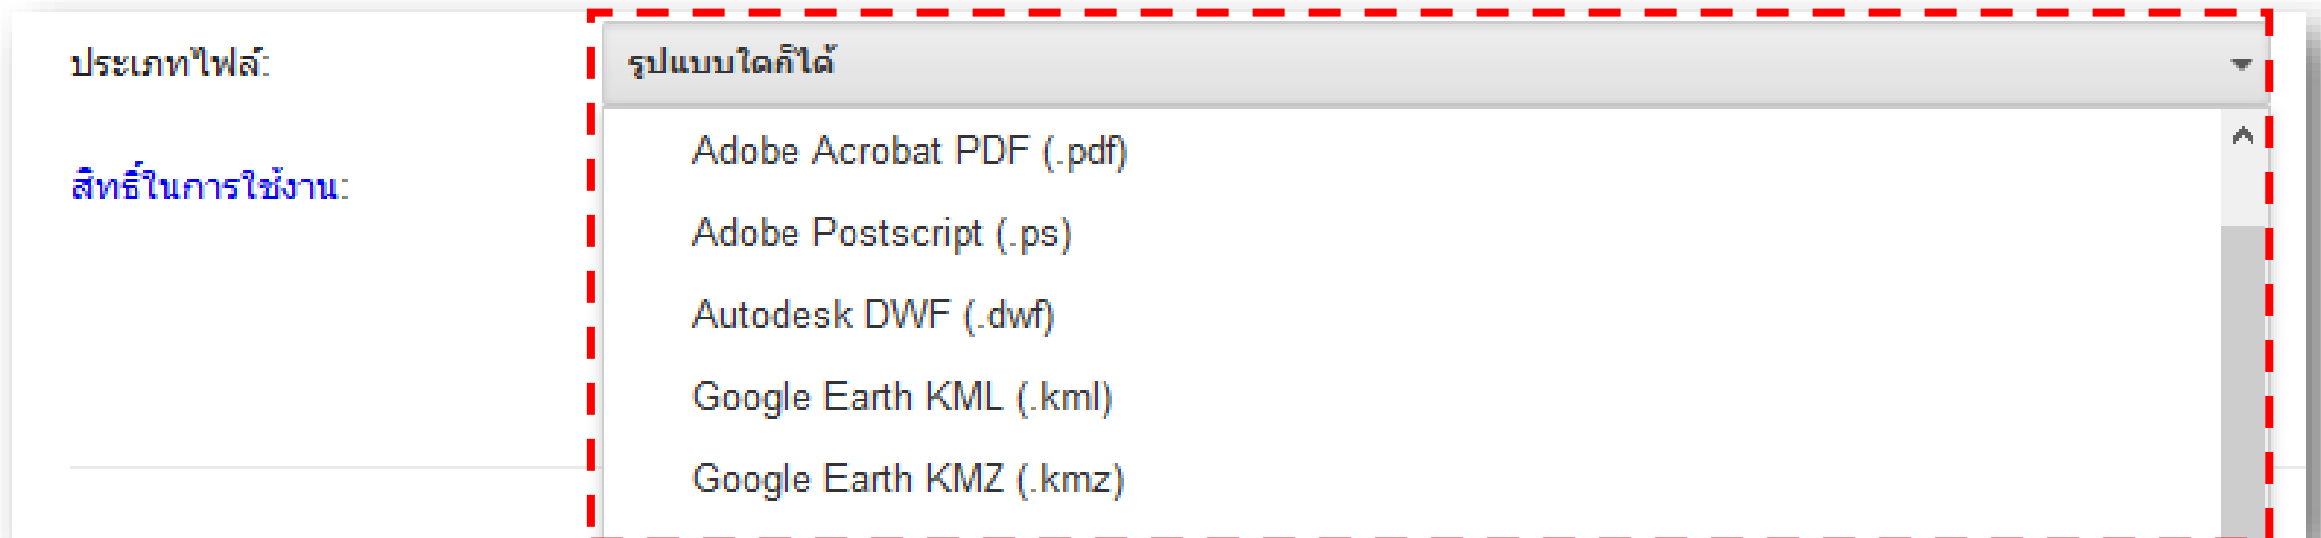 ประเภทไฟล์:
รูปแบบใดก็ได้
Adobe Acrobat PDF (.pdf)
สิทธิ์ในการใช้งาน:
Adobe Postscript (.ps)
Autodesk DWF (.dwf)
Google Earth KML (.kml)
Google Earth KMZ (.kmz)